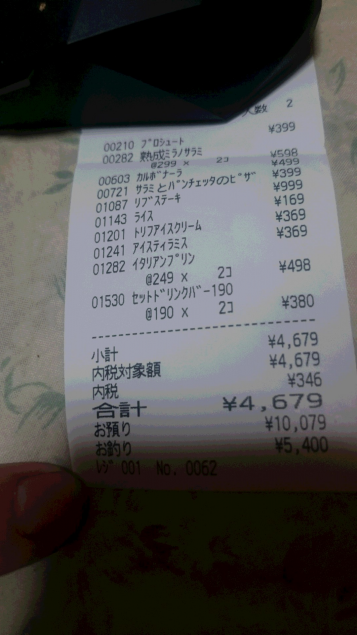 人数 2
00210 プロシュート ¥399
00282 熟成ミラノサラミ
@299 x 2コ ¥598
00603 カルボナーラ ¥499
00721 サラミとパンチェッタのピザ ¥399
01087 リブステーキ ¥999
01143 ライス ¥169
01201 トリフアイスクリーム ¥369
01241 アイスティラミス ¥369
01282 イタリアンプリン
@249 x 2コ ¥498
01530 セットドリンクバー190
@190 x 2コ ¥380
小計 ¥4,679
内税対象額 ¥4,679
内税 ¥346
合計 ¥4,679
お預り ¥10,079
お釣り ¥5,400
レジ 001 No. 0062